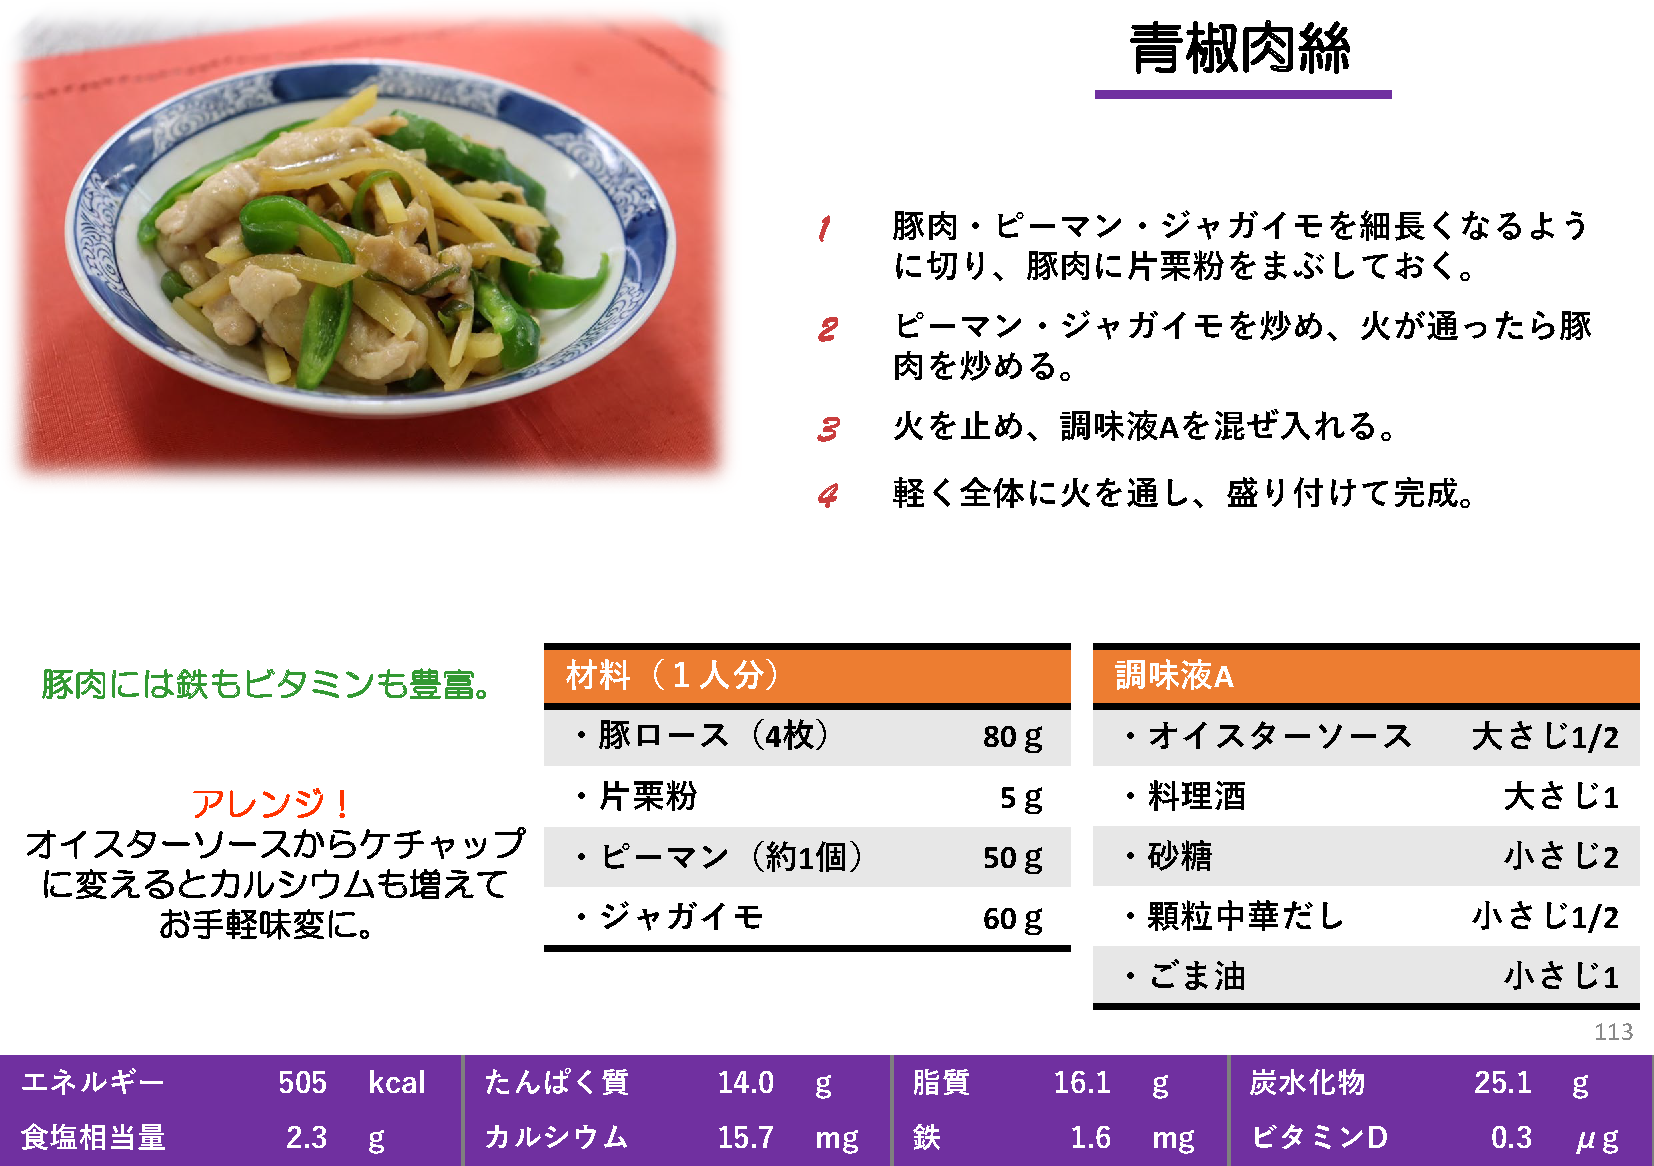 青椒肉絲
1 豚肉・ピーマン・ジャガイモを細長くなるよう
に切り、豚肉に片栗粉をまぶしておく。
2 ピーマン・ジャガイモを炒め、火が通ったら豚
肉を炒める。
3 火を止め、調味液Aを混ぜ入れる。
4 軽く全体に火を通し、盛り付けて完成。
豚肉には鉄もビタミンも豊富。
アレンジ！
オイスターソースからケチャップ
に変えるとカルシウムも増えて
お手軽味変に。
材料（１人分）
・豚ロース（4枚） 80ｇ
・片栗粉 5ｇ
・ピーマン（約1個） 50ｇ
・ジャガイモ 60ｇ
調味液A
・オイスターソース 大さじ1/2
・料理酒 大さじ1
・砂糖 小さじ2
・顆粒中華だし 小さじ1/2
・ごま油 小さじ1
113
エネルギー 505 kcal たんぱく質 14.0 g 脂質 16.1 g 炭水化物 25.1 g
食塩相当量 2.3 g カルシウム 15.7 mg 鉄 1.6 mg ビタミンD 0.3 μg